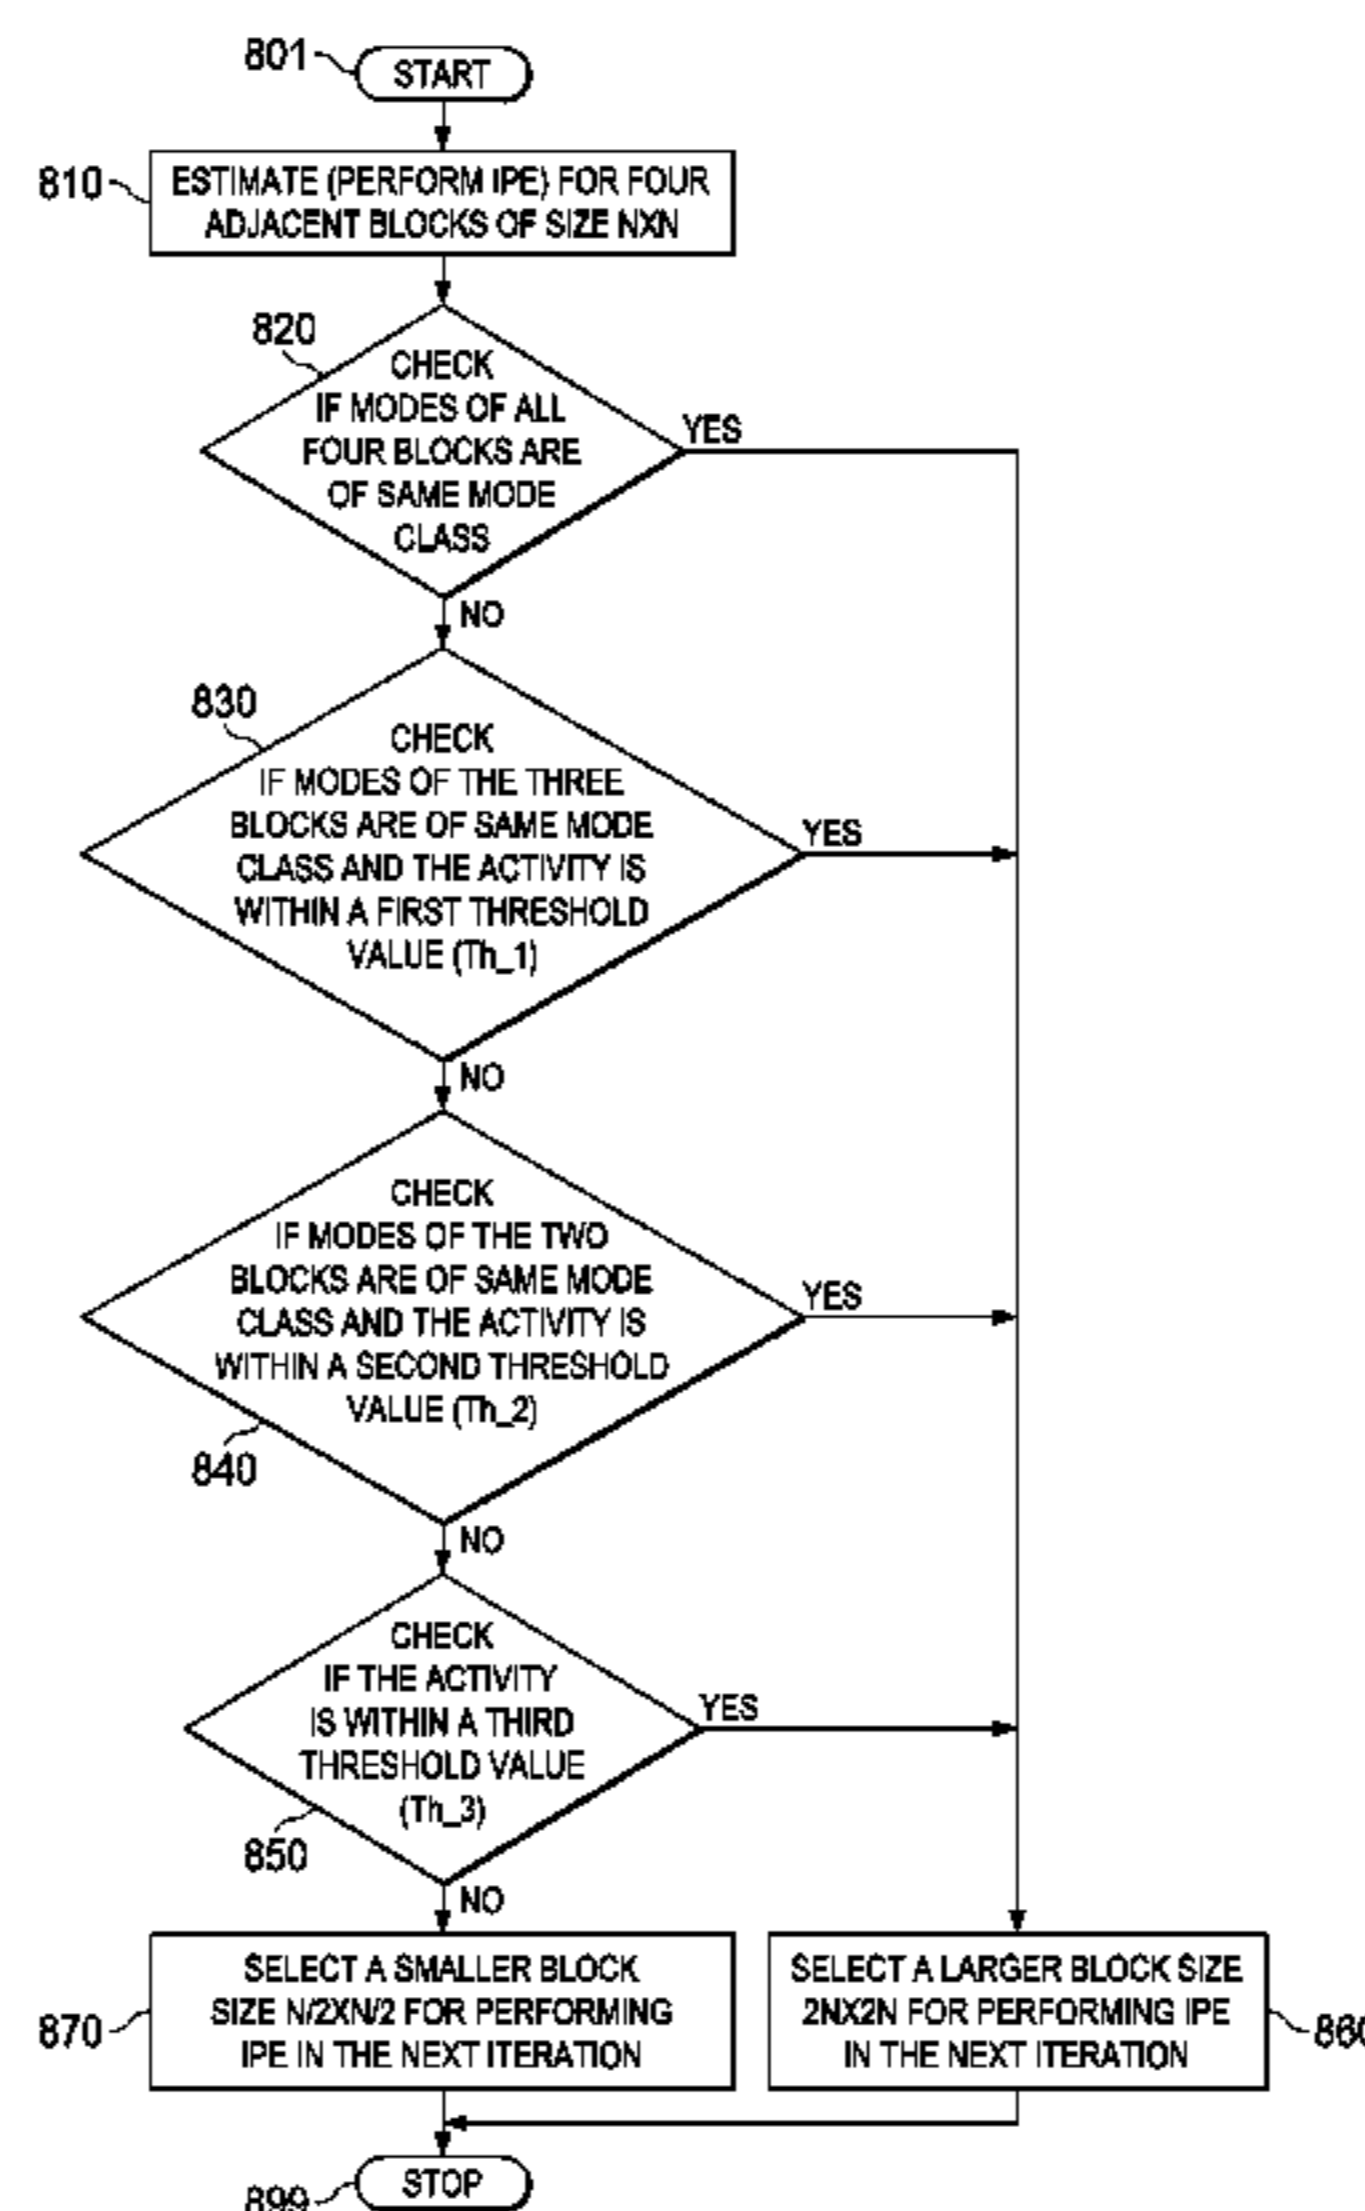 801
START
810
ESTIMATE (PERFORM IPE) FOR FOUR
ADJACENT BLOCKS OF SIZE NXN
820
CHECK
IF MODES OF ALL
FOUR BLOCKS ARE
OF SAME MODE
CLASS
YES
NO
830
CHECK
IF MODES OF THE THREE
BLOCKS ARE OF SAME MODE
CLASS AND THE ACTIVITY IS
WITHIN A FIRST THRESHOLD
VALUE (Th_1)
YES
NO
CHECK
IF MODES OF THE TWO
BLOCKS ARE OF SAME MODE
CLASS AND THE ACTIVITY IS
WITHIN A SECOND THRESHOLD
VALUE (Th_2)
YES
840
NO
CHECK
IF THE ACTIVITY
IS WITHIN A THIRD
THRESHOLD VALUE
(Th_3)
YES
850
NO
SELECT A SMALLER BLOCK
SIZE N/2XN/2 FOR PERFORMING
IPE IN THE NEXT ITERATION
870
SELECT A LARGER BLOCK SIZE
2NX2N FOR PERFORMING IPE
IN THE NEXT ITERATION
860
STOP
899